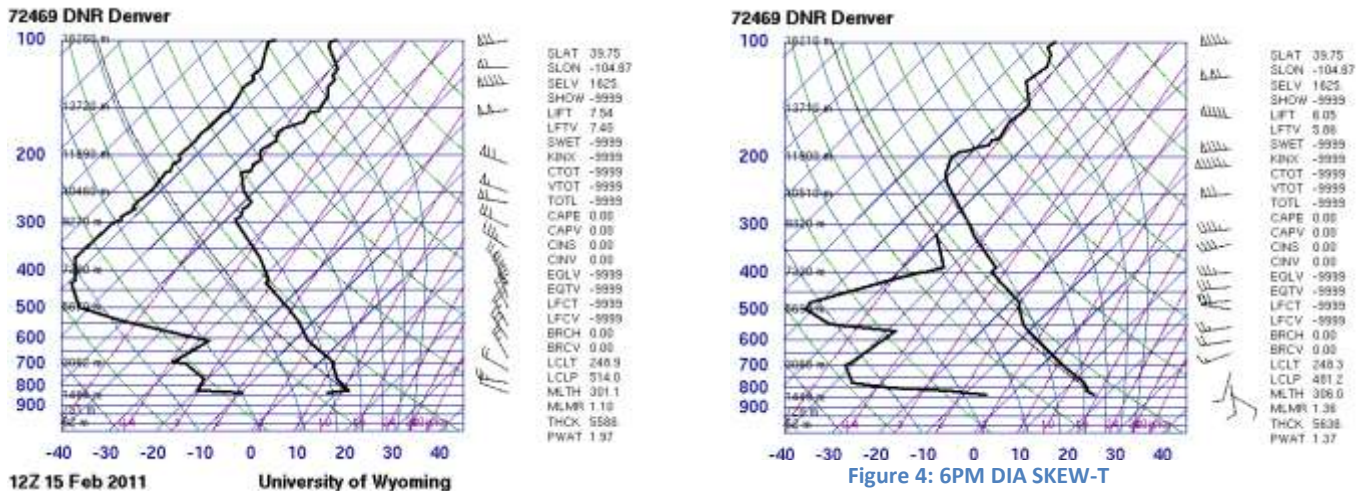 72469 DNR Denver
100
200
300
400
500
600
700
800
900
-40 -30 -20 -10 0 10 20 30 40
12Z 15 Feb 2011 University of Wyoming
SLAT 39.75
SLON -104.87
SELV 1625.
SHOW -9999
LIFT 7.54
SWET -9999
KINX -9999
CTOT -9999
VTOT -9999
TOTL -9999
CAPE 0.00
CAPV 0.00
CINS 0.00
CINV 0.00
EQLV -9999
EQTV -9999
LFCT -9999
LFCV -9999
BRCH 0.00
BRCV 0.00
LCLT 248.9
LCLP 514.0
MLTH 301.1
MLMR 1.10
THCK 5586.
PWAT 1.97
72469 DNR Denver
100
200
300
400
500
600
700
800
900
-40 -30 -20 -10 0 10 20 30 40
Figure 4: 6PM DIA SKEW-T
SLAT 39.75
SLON -104.87
SELV 1625.
SHOW -9999
LIFT 6.05
SWET -9999
KINX -9999
CTOT -9999
VTOT -9999
TOTL -9999
CAPE 0.00
CAPV 0.00
CINS 0.00
CINV 0.00
EQLV -9999
EQTV -9999
LFCT -9999
LFCV -9999
BRCH 0.00
BRCV 0.00
LCLT 248.3
LCLP 481.2
MLTH 306.0
MLMR 1.36
THCK 5636.
PWAT 1.37